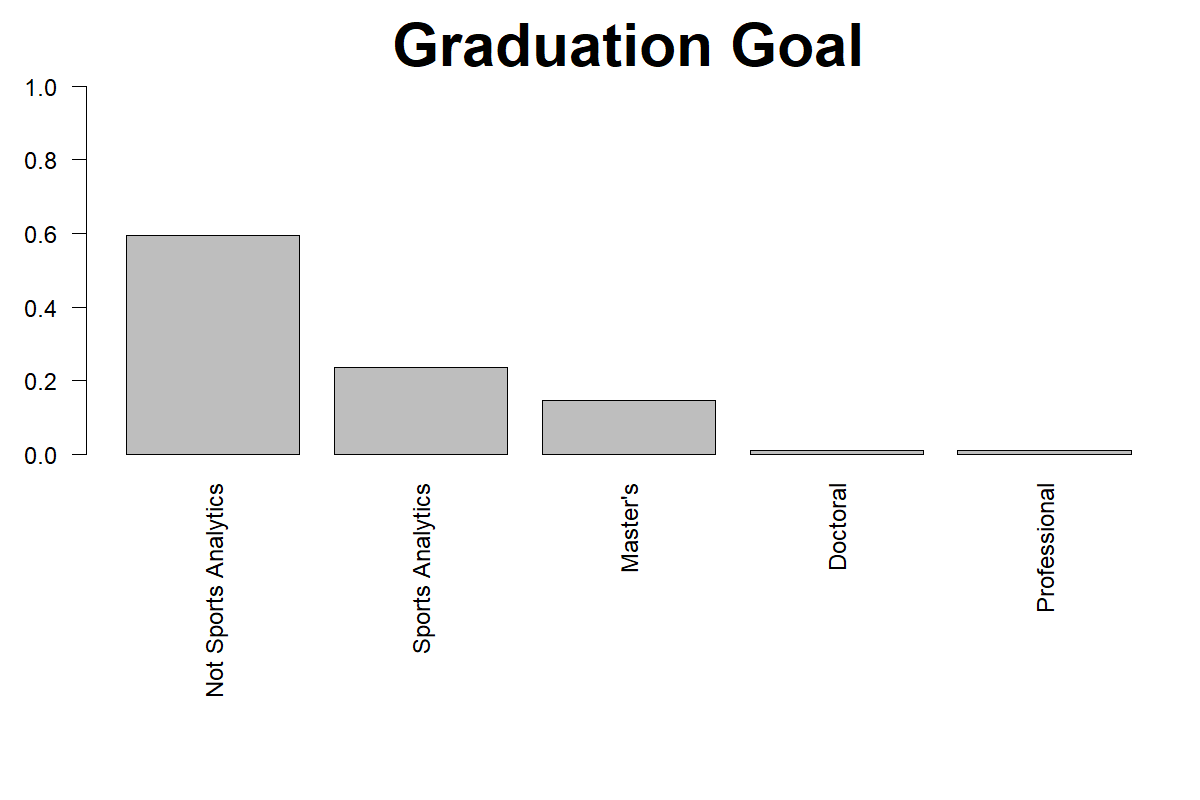 Graduation Goal
1.0
0.8
0.6
0.4
0.2
0.0
Not Sports Analytics
Sports Analytics
Master's
Doctoral
Professional